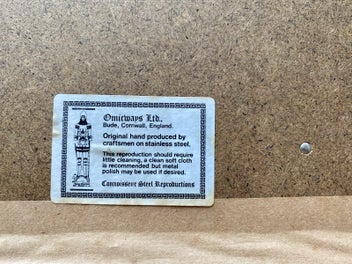 Omicways Ltd.
Bude, Cornwall, England.
Original hand produced by
craftsmen on stainless steel.
This reproduction should require
little cleaning, a clean soft cloth
is recommended but metal
polish may be used if desired.
Connoisseur Steel Reproductions